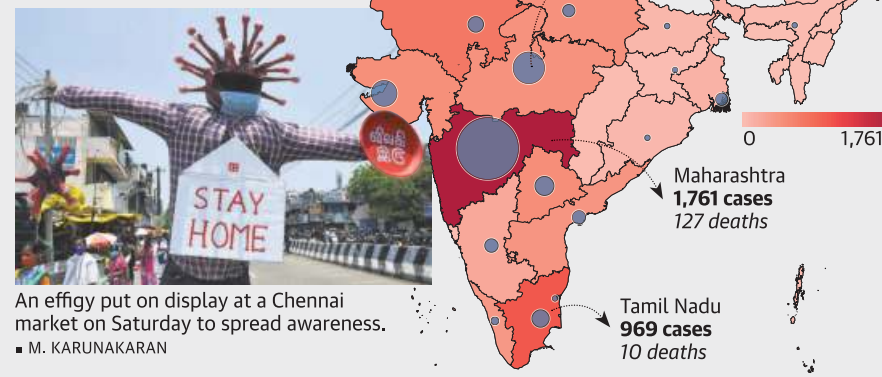 STAY
HOME
An effigy put on display at a Chennai
market on Saturday to spread awareness.
■ M. KARUNAKARAN
0
1,761
Maharashtra
1,761 cases
127 deaths
Tamil Nadu
969 cases
10 deaths